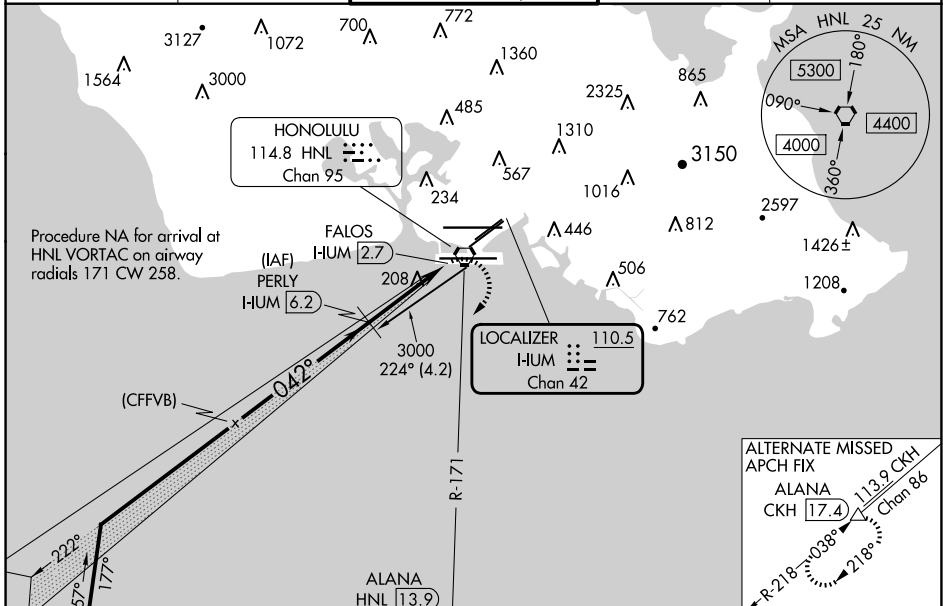 772
700
3127
1072
1360
1564
3000
865
2325
485
MSA HNL 25 NM
180°
5300
090°
4400
4000
360°
HONOLULU
114.8 HNL
Chan 95
1310
567
3150
234
1016
2597
812
446
1426±
Procedure NA for arrival at
HNL VORTAC on airway
radials 171 CW 258.
FALOS
I-IUM 2.7
(IAF)
PERLY
I-IUM 6.2
208
506
1208
762
3000
224° (4.2)
LOCALIZER 110.5
I-IUM
Chan 42
042°
(CFFVB)
R-171
222°
57°
177°
ALANA
HNL 13.9
ALTERNATE MISSED
APCH FIX
ALANA
CKH 17.4
113.9 CKH
Chan 86
038°
218°
R-218